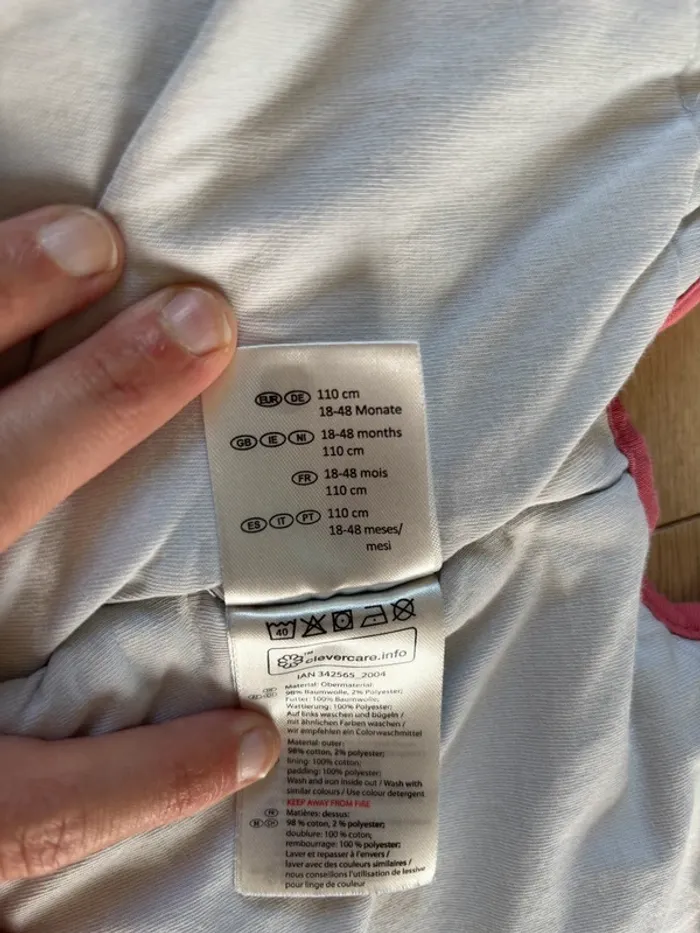 EUR DE 110 cm
18-48 Monate
GB IE NI 18-48 months
110 cm
FR 18-48 mois
110 cm
ES IT PT 110 cm
18-48 meses/
mesi
40
clevercare.info
IAN 342565_2004
Material: Obermaterial:
98% Baumwolle, 2% Polyester;
Futter: 100% Baumwolle;
Wattierung: 100% Polyester;
Auf links waschen und bügeln /
mit ähnlichen Farben waschen /
wir empfehlen ein Colorwaschmittel
Material: outer:
98% cotton, 2% polyester;
lining: 100% cotton;
padding: 100% polyester;
Wash and iron inside out / Wash with
similar colours / Use colour detergent
KEEP AWAY FROM FIRE
Matières: dessus:
98 % coton, 2 % polyester;
doublure: 100 % coton;
rembourrage: 100 % polyester;
Laver et repasser à l'envers /
laver avec des couleurs similaires /
nous conseillons l'utilisation de lessive
pour linge de couleur